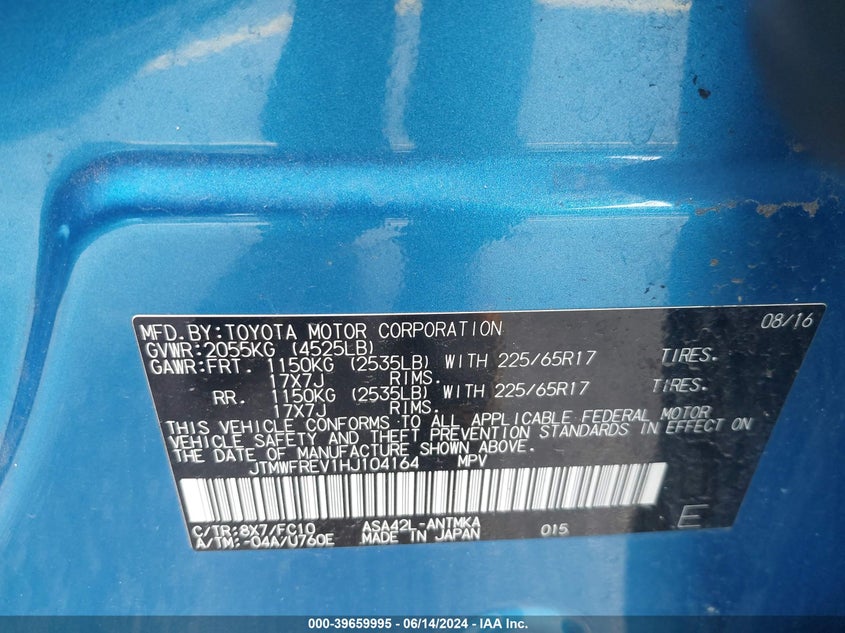 MFD.BY:TOYOTA MOTOR CORPORATION 08/16
GVWR:2055KG (4525LB)
GAWR:FRT. 1150KG (2535LB) WITH 225/65R17 TIRES.
17X7J RIMS.
RR. 1150KG (2535LB) WITH 225/65R17 TIRES.
17X7J RIMS.
THIS VEHICLE CONFORMS TO ALL APPLICABLE FEDERAL MOTOR
VEHICLE SAFETY AND THEFT PREVENTION STANDARDS IN EFFECT ON
THE DATE OF MANUFACTURE SHOWN ABOVE.
JTMWFREV1HJ104164 MPV
C/TR:8X7/FC10 ASA42L-ANTMKA 015 E
A/TM:-04A/U760E MADE IN JAPAN
000-39659995 - 06/14/2024 - IAA Inc.